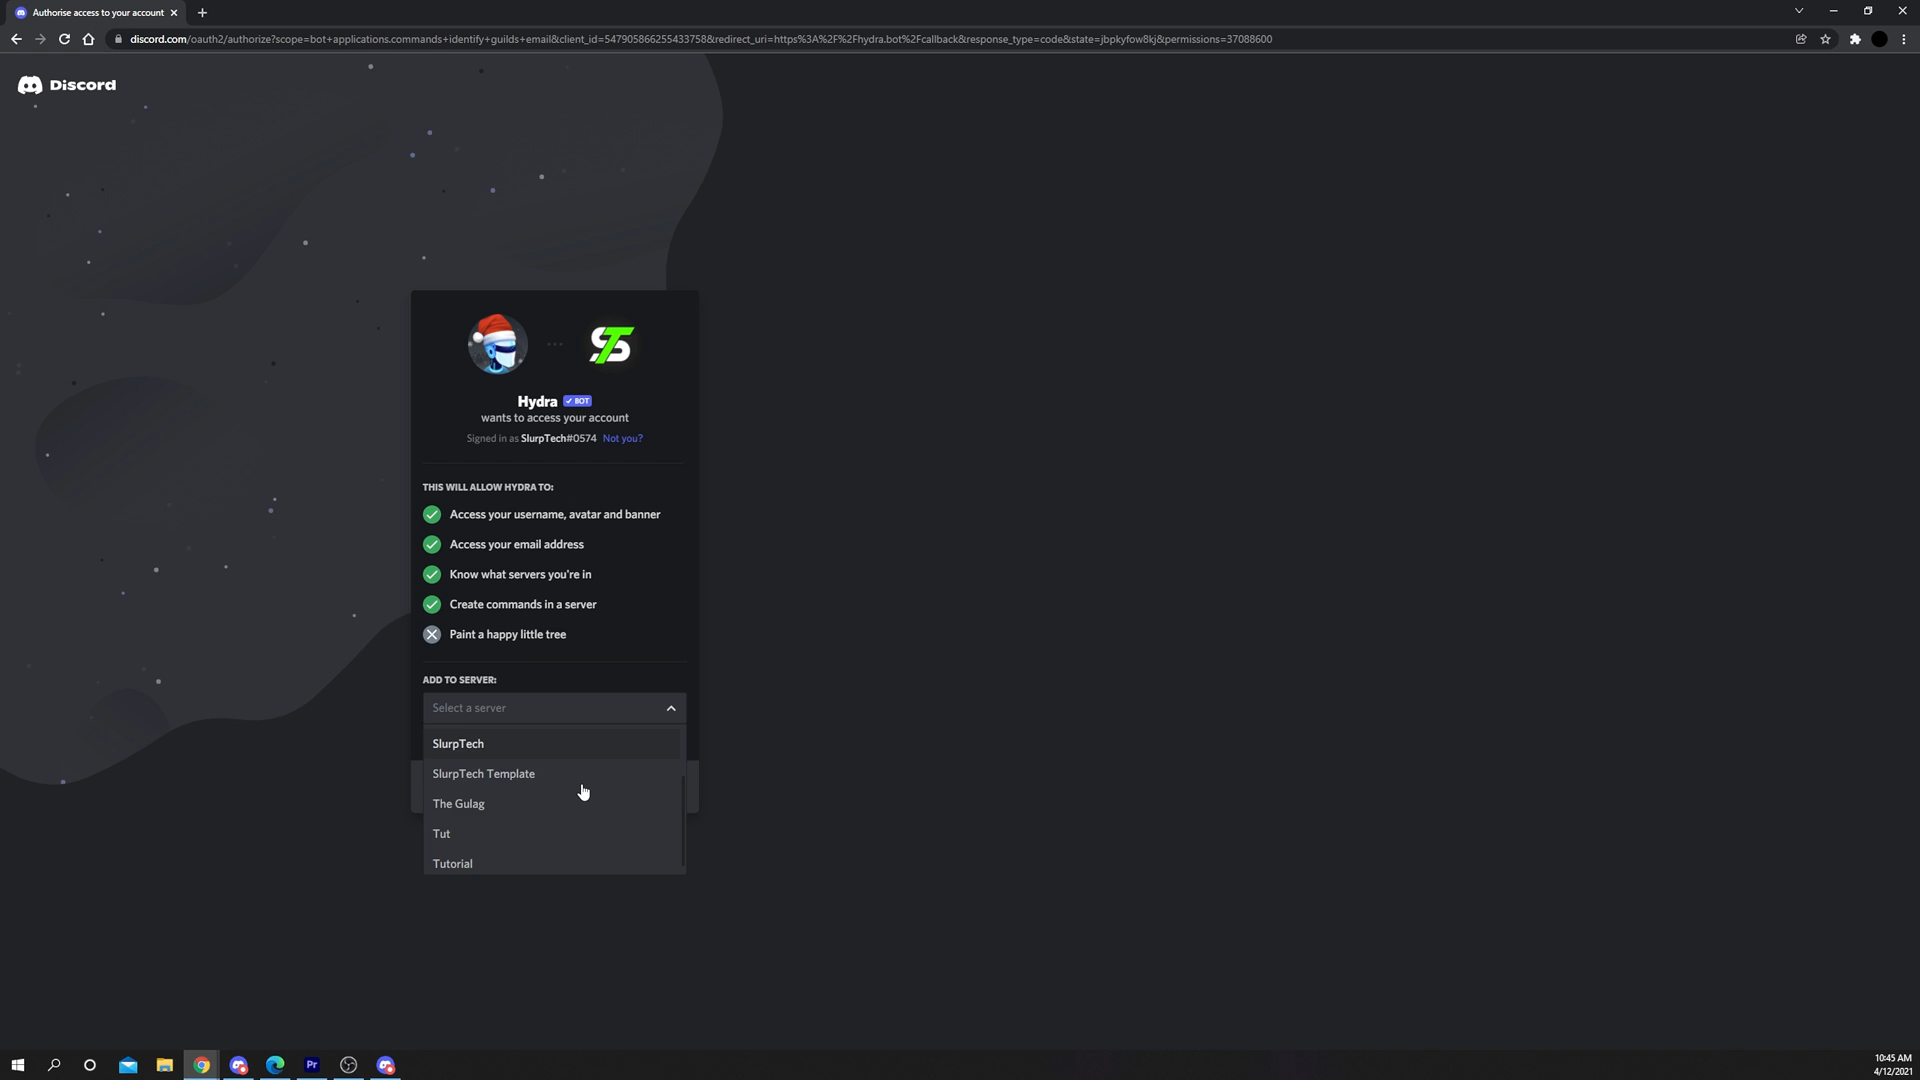 Authorise access to your account
discord.com/oauth2/authorize?scope=bot+applications.commands+identify+guilds+email&client_id=547905866255433758&redirect_uri=https%3A%2F%2Fhydra.bot%2Fcallback&response_type=code&state=jbpkyfow8kj&permissions=37088600
Discord
ST
Hydra BOT
wants to access your account
Signed in as SlurpTech#0574 Not you?
THIS WILL ALLOW HYDRA TO:
Access your username, avatar and banner
Access your email address
Know what servers you're in
Create commands in a server
Paint a happy little tree
ADD TO SERVER:
Select a server
SlurpTech
SlurpTech Template
The Gulag
Tut
Tutorial
Pr
10:45 AM
4/12/2021